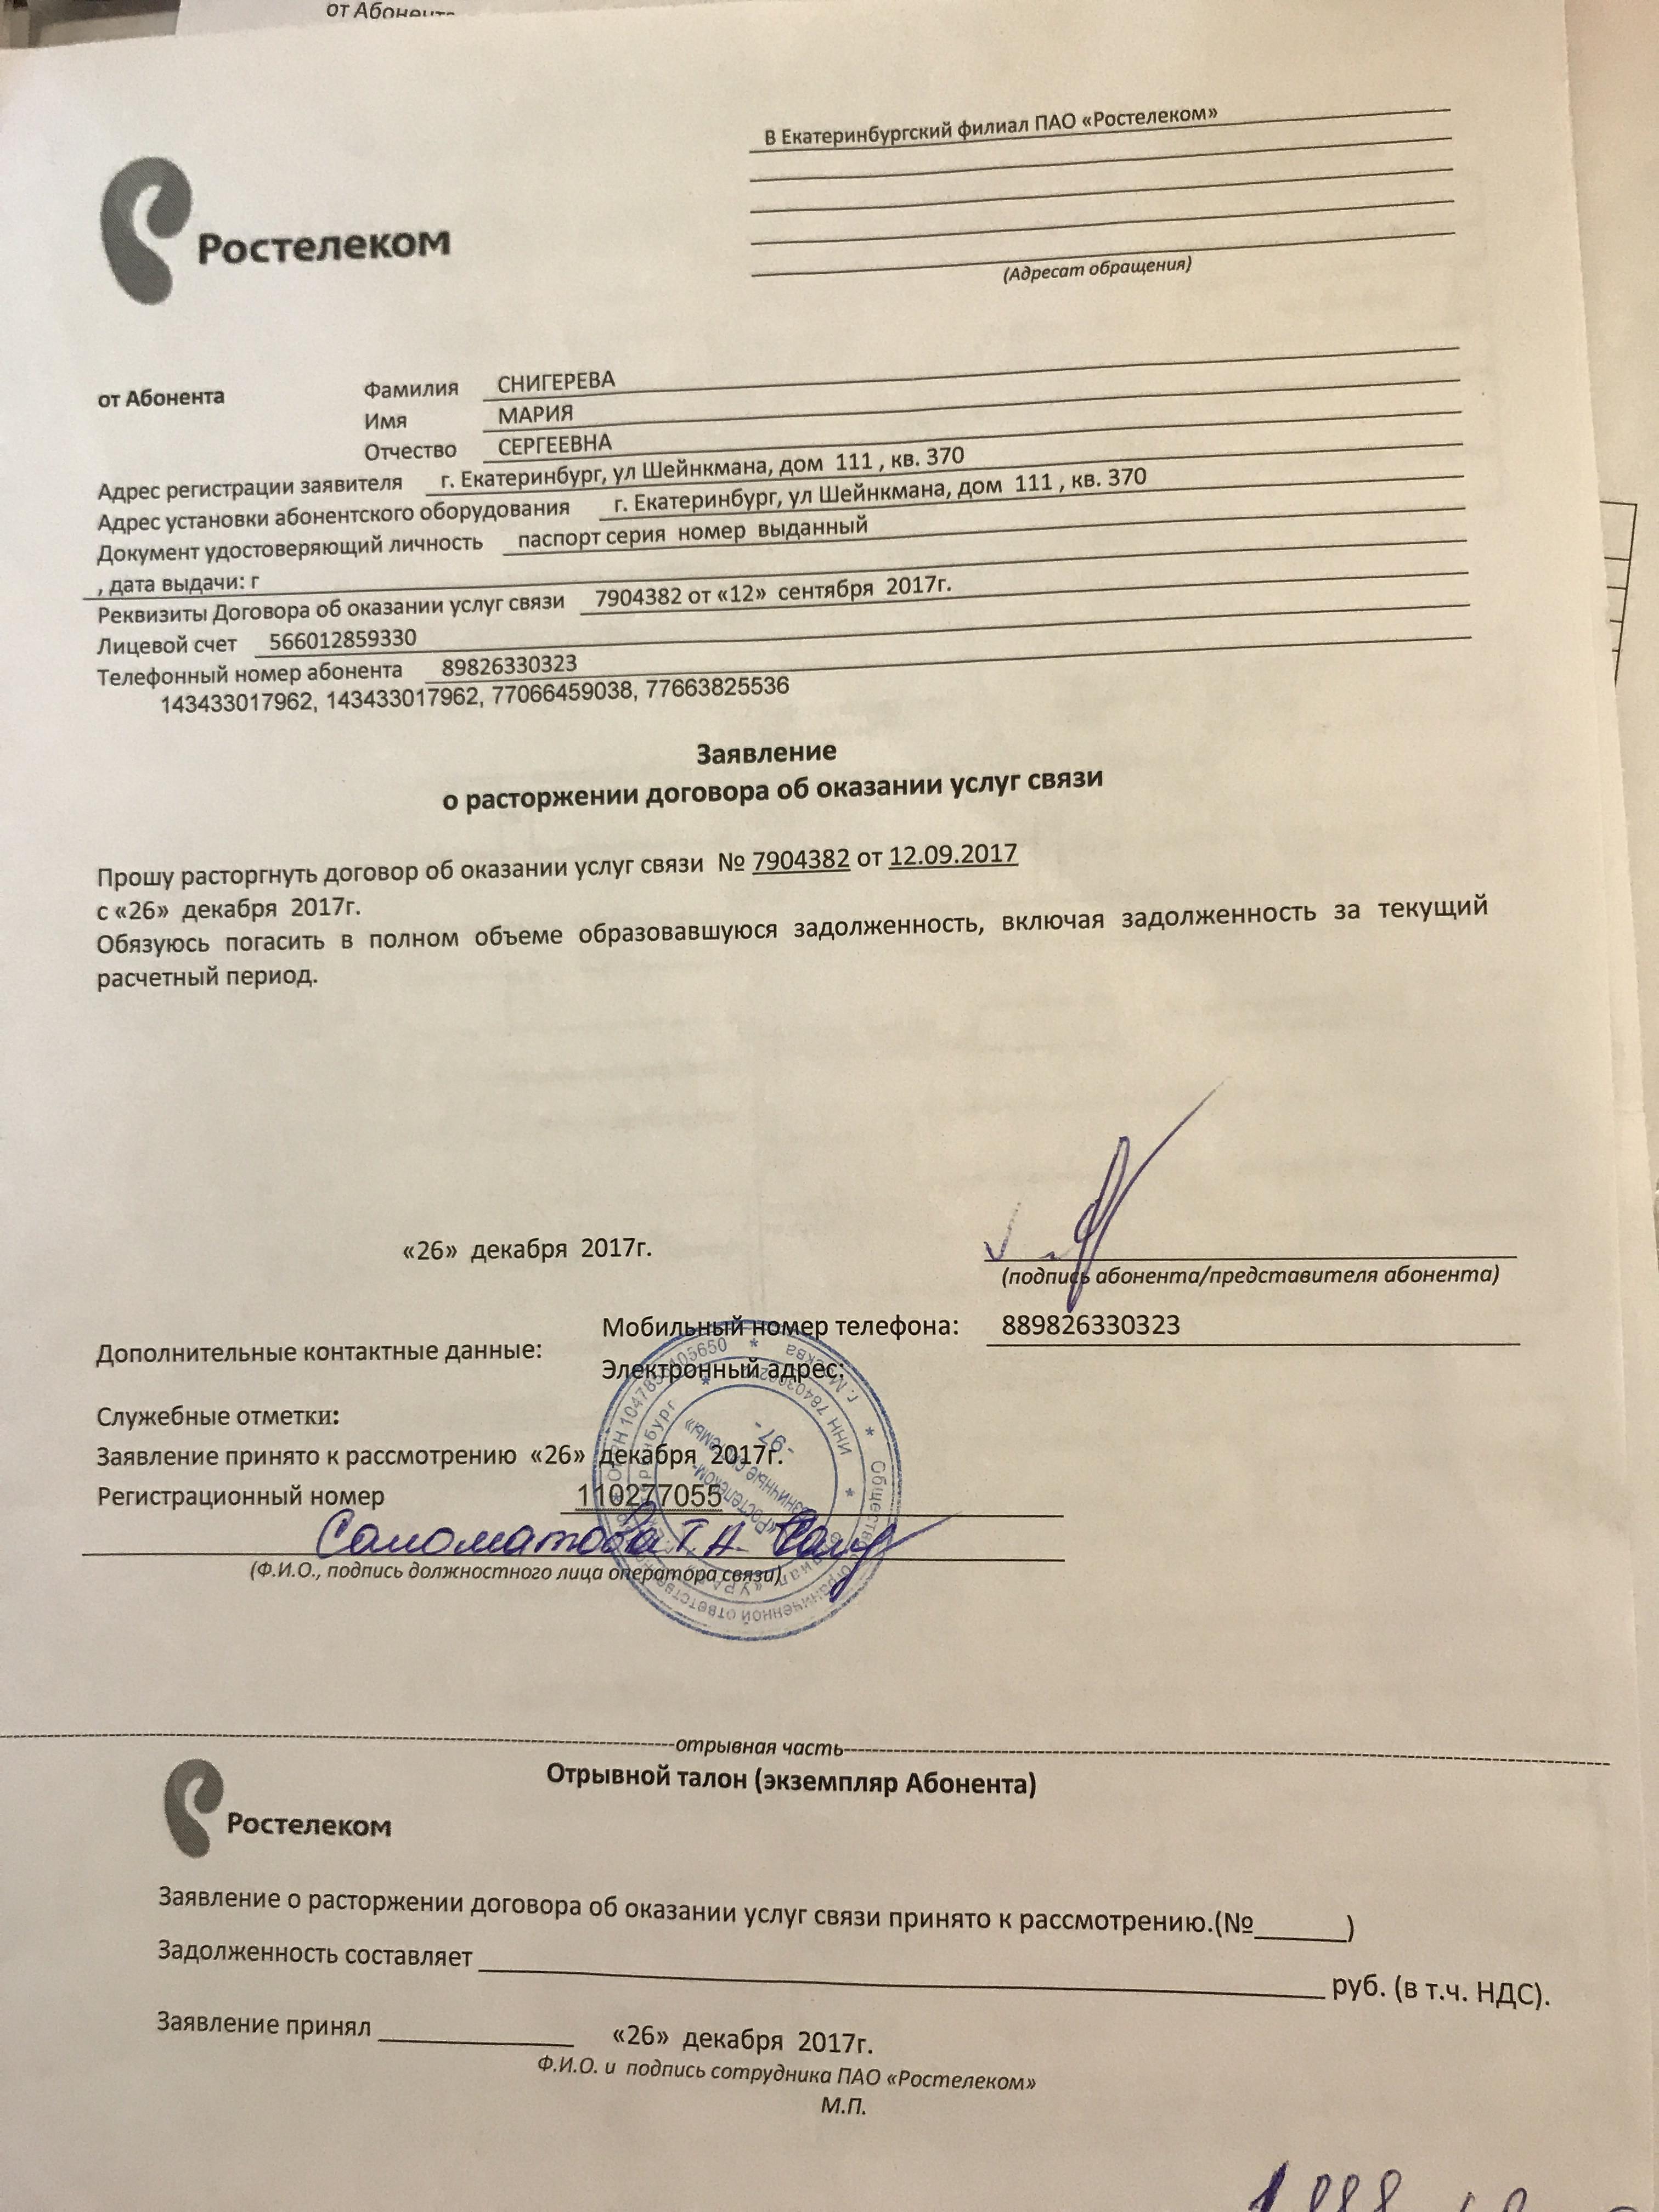 от Абонента
В Екатеринбургский филиал ПАО «Ростелеком»
Ростелеком
(Адресат обращения)
от Абонента Фамилия СНИГЕРЕВА
Имя МАРИЯ
Отчество СЕРГЕЕВНА
Адрес регистрации заявителя г. Екатеринбург, ул Шейнкмана, дом 111 , кв. 370
Адрес установки абонентского оборудования г. Екатеринбург, ул Шейнкмана, дом 111 , кв. 370
Документ удостоверяющий личность паспорт серия номер выданный
, дата выдачи: г
Реквизиты Договора об оказании услуг связи 7904382 от «12» сентября 2017г.
Лицевой счет 566012859330
Телефонный номер абонента 89826330323
143433017962, 143433017962, 77066459038, 77663825536
Заявление
о расторжении договора об оказании услуг связи
Прошу расторгнуть договор об оказании услуг связи № 7904382 от 12.09.2017
с «26» декабря 2017г.
Обязуюсь погасить в полном объеме образовавшуюся задолженность, включая задолженность за текущий
расчетный период.
«26» декабря 2017г.
(подпись абонента/представителя абонента)
Дополнительные контактные данные: Мобильный номер телефона: 889826330323
Электронный адрес:
Служебные отметки:
Заявление принято к рассмотрению «26» декабря 2017г.
Регистрационный номер 110277055
Соломатова Т.А.
(Ф.И.О., подпись должностного лица оператора связи)
г. Москва
-97-
отрывная часть
Отрывной талон (экземпляр Абонента)
Ростелеком
Заявление о расторжении договора об оказании услуг связи принято к рассмотрению.(№______)
Задолженность составляет ______ руб. (в т.ч. НДС).
Заявление принял ______ «26» декабря 2017г.
Ф.И.О. и подпись сотрудника ПАО «Ростелеком»
М.П.